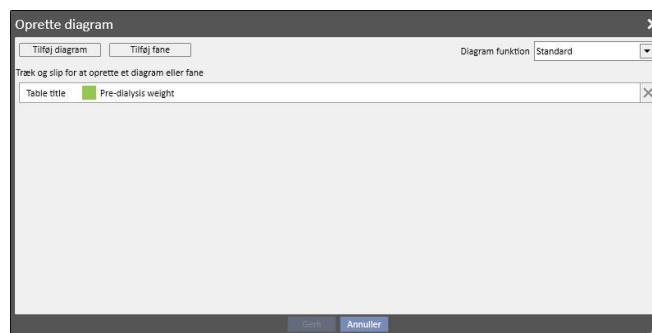 Oprette diagram
Tilføj diagram Tilføj fane Diagram funktion Standard
Træk og slip for at oprette et diagram eller fane
Table title Pre-dialysis weight
Gem Annuller